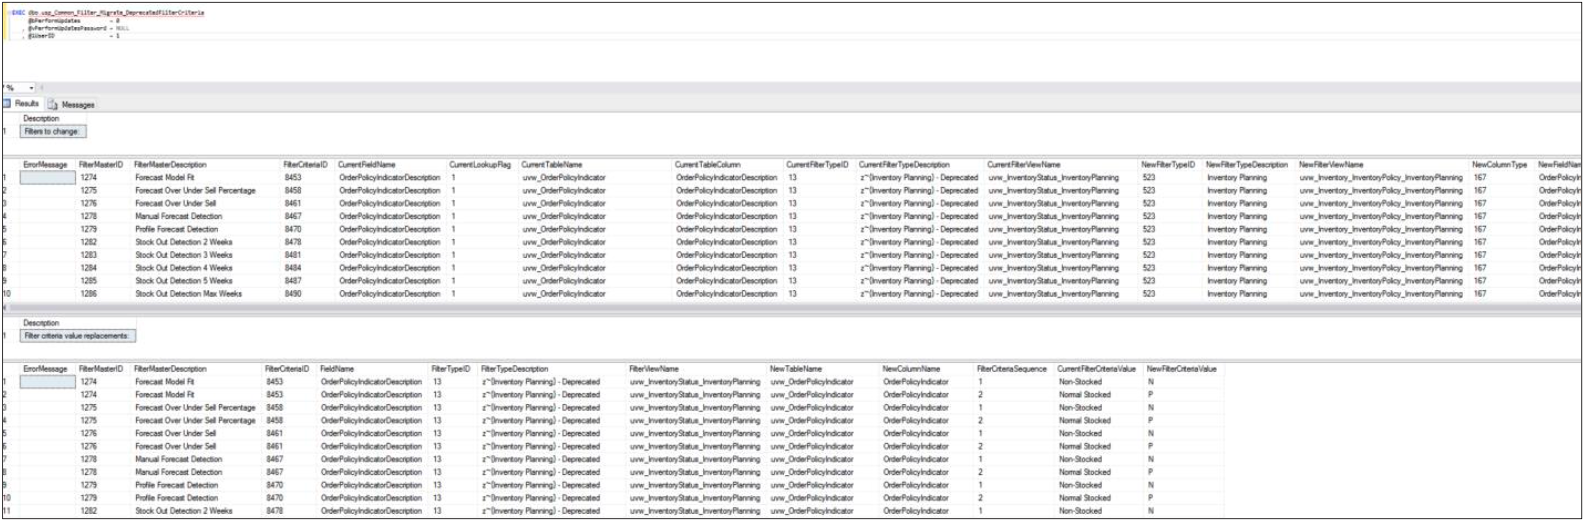 EXEC dbo.usp_Common_Filter_Migrate_DeprecatedFilterCriteria
@bPerformUpdates = 0
, @vPerformUpdatesPassword = NULL
, @iUserID = 1
%
Results Messages
Description
1 Filters to change:
ErrorMessage FilterMasterID FilterMasterDescription FilterCriteriaID CurrentFieldName CurrentLookupFlag CurrentTableName CurrentTableColumn CurrentFilterTypeID CurrentFilterTypeDescription CurrentFilterViewName NewFilterTypeID NewFilterTypeDescription NewFilterViewName NewColumnType NewFieldNam
1 1274 Forecast Model Fit 8453 OrderPolicyIndicatorDescription 1 uvw_OrderPolicyIndicator OrderPolicyIndicatorDescription 13 z~(Inventory Planning) - Deprecated uvw_InventoryStatus_InventoryPlanning 523 Inventory Planning uvw_Inventory_InventoryPolicy_InventoryPlanning 167 OrderPolicyIn
2 1275 Forecast Over Under Sell Percentage 8458 OrderPolicyIndicatorDescription 1 uvw_OrderPolicyIndicator OrderPolicyIndicatorDescription 13 z~(Inventory Planning) - Deprecated uvw_InventoryStatus_InventoryPlanning 523 Inventory Planning uvw_Inventory_InventoryPolicy_InventoryPlanning 167 OrderPolicyIn
3 1276 Forecast Over Under Sell 8461 OrderPolicyIndicatorDescription 1 uvw_OrderPolicyIndicator OrderPolicyIndicatorDescription 13 z~(Inventory Planning) - Deprecated uvw_InventoryStatus_InventoryPlanning 523 Inventory Planning uvw_Inventory_InventoryPolicy_InventoryPlanning 167 OrderPolicyIn
4 1278 Manual Forecast Detection 8467 OrderPolicyIndicatorDescription 1 uvw_OrderPolicyIndicator OrderPolicyIndicatorDescription 13 z~(Inventory Planning) - Deprecated uvw_InventoryStatus_InventoryPlanning 523 Inventory Planning uvw_Inventory_InventoryPolicy_InventoryPlanning 167 OrderPolicyIn
5 1279 Profile Forecast Detection 8470 OrderPolicyIndicatorDescription 1 uvw_OrderPolicyIndicator OrderPolicyIndicatorDescription 13 z~(Inventory Planning) - Deprecated uvw_InventoryStatus_InventoryPlanning 523 Inventory Planning uvw_Inventory_InventoryPolicy_InventoryPlanning 167 OrderPolicyIn
6 1282 Stock Out Detection 2 Weeks 8478 OrderPolicyIndicatorDescription 1 uvw_OrderPolicyIndicator OrderPolicyIndicatorDescription 13 z~(Inventory Planning) - Deprecated uvw_InventoryStatus_InventoryPlanning 523 Inventory Planning uvw_Inventory_InventoryPolicy_InventoryPlanning 167 OrderPolicyIn
7 1283 Stock Out Detection 3 Weeks 8481 OrderPolicyIndicatorDescription 1 uvw_OrderPolicyIndicator OrderPolicyIndicatorDescription 13 z~(Inventory Planning) - Deprecated uvw_InventoryStatus_InventoryPlanning 523 Inventory Planning uvw_Inventory_InventoryPolicy_InventoryPlanning 167 OrderPolicyIn
8 1284 Stock Out Detection 4 Weeks 8484 OrderPolicyIndicatorDescription 1 uvw_OrderPolicyIndicator OrderPolicyIndicatorDescription 13 z~(Inventory Planning) - Deprecated uvw_InventoryStatus_InventoryPlanning 523 Inventory Planning uvw_Inventory_InventoryPolicy_InventoryPlanning 167 OrderPolicyIn
9 1285 Stock Out Detection 5 Weeks 8487 OrderPolicyIndicatorDescription 1 uvw_OrderPolicyIndicator OrderPolicyIndicatorDescription 13 z~(Inventory Planning) - Deprecated uvw_InventoryStatus_InventoryPlanning 523 Inventory Planning uvw_Inventory_InventoryPolicy_InventoryPlanning 167 OrderPolicyIn
10 1286 Stock Out Detection Max Weeks 8490 OrderPolicyIndicatorDescription 1 uvw_OrderPolicyIndicator OrderPolicyIndicatorDescription 13 z~(Inventory Planning) - Deprecated uvw_InventoryStatus_InventoryPlanning 523 Inventory Planning uvw_Inventory_InventoryPolicy_InventoryPlanning 167 OrderPolicyIn
Description
1 Filter criteria value replacements:
ErrorMessage FilterMasterID FilterMasterDescription FilterCriteriaID FieldName FilterTypeID FilterTypeDescription FilterViewName NewTableName NewColumnName FilterCriteriaSequence CurrentFilterCriteriaValue NewFilterCriteriaValue
1 1274 Forecast Model Fit 8453 OrderPolicyIndicatorDescription 13 z~(Inventory Planning) - Deprecated uvw_InventoryStatus_InventoryPlanning uvw_OrderPolicyIndicator OrderPolicyIndicator 1 Non-Stocked N
2 1274 Forecast Model Fit 8453 OrderPolicyIndicatorDescription 13 z~(Inventory Planning) - Deprecated uvw_InventoryStatus_InventoryPlanning uvw_OrderPolicyIndicator OrderPolicyIndicator 2 Normal Stocked P
3 1275 Forecast Over Under Sell Percentage 8458 OrderPolicyIndicatorDescription 13 z~(Inventory Planning) - Deprecated uvw_InventoryStatus_InventoryPlanning uvw_OrderPolicyIndicator OrderPolicyIndicator 1 Non-Stocked N
4 1275 Forecast Over Under Sell Percentage 8458 OrderPolicyIndicatorDescription 13 z~(Inventory Planning) - Deprecated uvw_InventoryStatus_InventoryPlanning uvw_OrderPolicyIndicator OrderPolicyIndicator 2 Normal Stocked P
5 1276 Forecast Over Under Sell 8461 OrderPolicyIndicatorDescription 13 z~(Inventory Planning) - Deprecated uvw_InventoryStatus_InventoryPlanning uvw_OrderPolicyIndicator OrderPolicyIndicator 1 Non-Stocked N
6 1276 Forecast Over Under Sell 8461 OrderPolicyIndicatorDescription 13 z~(Inventory Planning) - Deprecated uvw_InventoryStatus_InventoryPlanning uvw_OrderPolicyIndicator OrderPolicyIndicator 2 Normal Stocked P
7 1278 Manual Forecast Detection 8467 OrderPolicyIndicatorDescription 13 z~(Inventory Planning) - Deprecated uvw_InventoryStatus_InventoryPlanning uvw_OrderPolicyIndicator OrderPolicyIndicator 1 Non-Stocked N
8 1278 Manual Forecast Detection 8467 OrderPolicyIndicatorDescription 13 z~(Inventory Planning) - Deprecated uvw_InventoryStatus_InventoryPlanning uvw_OrderPolicyIndicator OrderPolicyIndicator 2 Normal Stocked P
9 1279 Profile Forecast Detection 8470 OrderPolicyIndicatorDescription 13 z~(Inventory Planning) - Deprecated uvw_InventoryStatus_InventoryPlanning uvw_OrderPolicyIndicator OrderPolicyIndicator 1 Non-Stocked N
10 1279 Profile Forecast Detection 8470 OrderPolicyIndicatorDescription 13 z~(Inventory Planning) - Deprecated uvw_InventoryStatus_InventoryPlanning uvw_OrderPolicyIndicator OrderPolicyIndicator 2 Normal Stocked P
11 1282 Stock Out Detection 2 Weeks 8478 OrderPolicyIndicatorDescription 13 z~(Inventory Planning) - Deprecated uvw_InventoryStatus_InventoryPlanning uvw_OrderPolicyIndicator OrderPolicyIndicator 1 Non-Stocked N